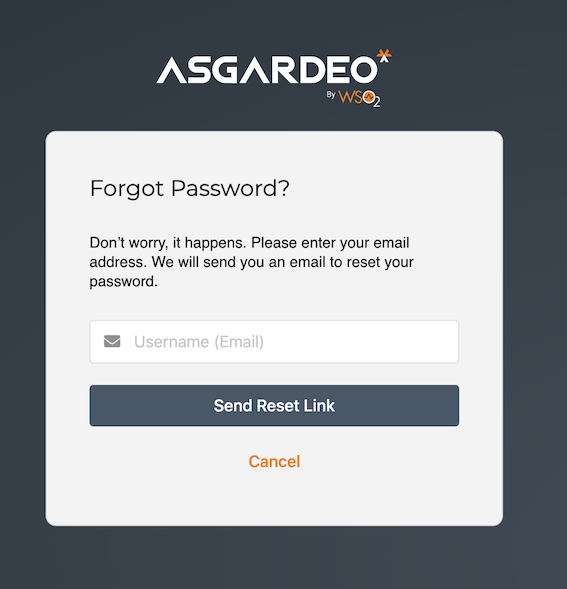 ASGARDEO
By WSO2
Forgot Password?
Don’t worry, it happens. Please enter your email
address. We will send you an email to reset your
password.
Username (Email)
Send Reset Link
Cancel